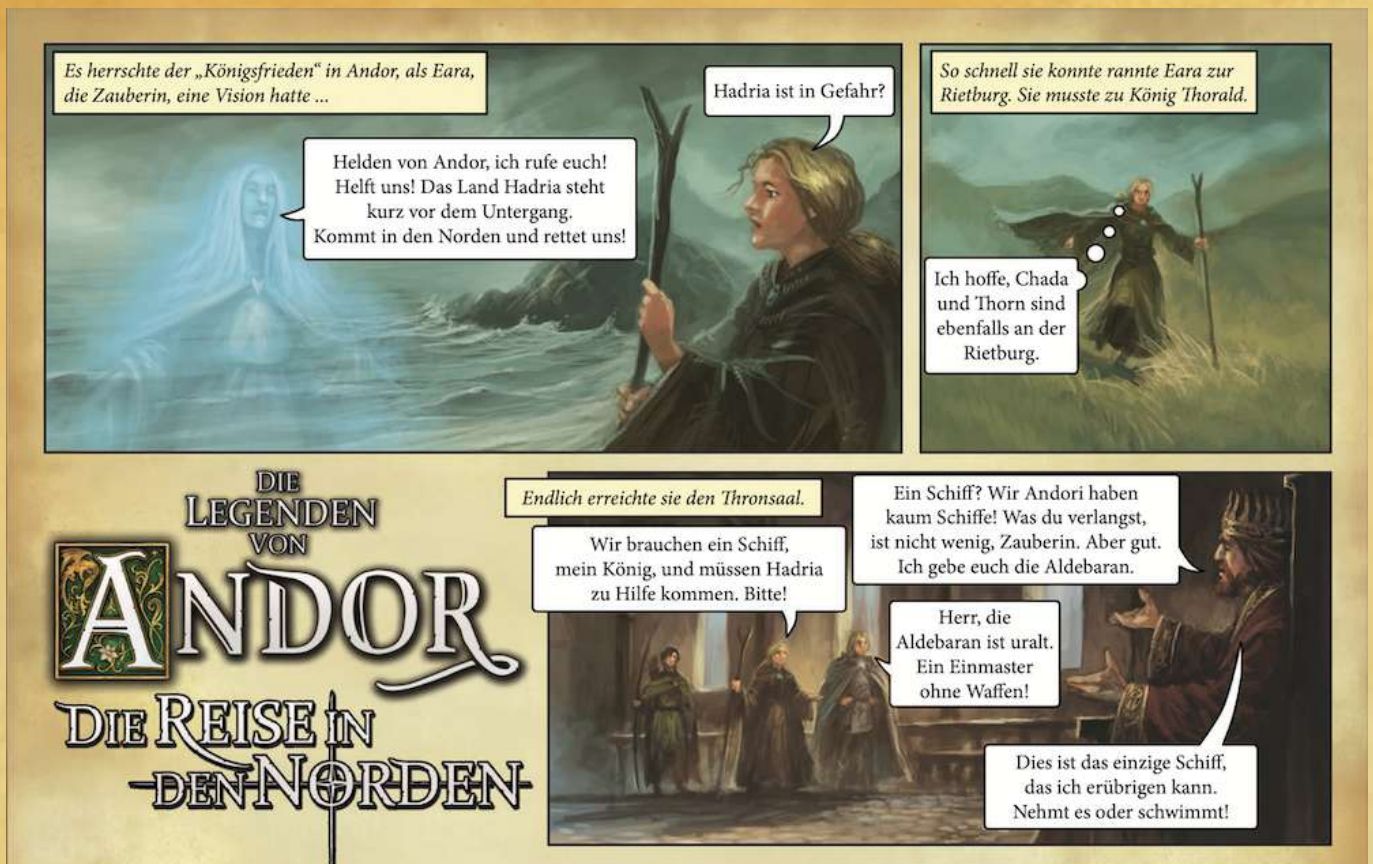 Es herrschte der „Königsfrieden“ in Andor, als Eara,
die Zauberin, eine Vision hatte ...
Helden von Andor, ich rufe euch!
Helft uns! Das Land Hadria steht
kurz vor dem Untergang.
Kommt in den Norden und rettet uns!
Hadria ist in Gefahr?
So schnell sie konnte rannte Eara zur
Rietburg. Sie musste zu König Thorald.
Ich hoffe, Chada
und Thorn sind
ebenfalls an der
Rietburg.
DIE
LEGENDEN
VON
ANDOR
DIE REISE IN
DEN NORDEN
Endlich erreichte sie den Thronsaal.
Wir brauchen ein Schiff,
mein König, und müssen Hadria
zu Hilfe kommen. Bitte!
Ein Schiff? Wir Andori haben
kaum Schiffe! Was du verlangst,
ist nicht wenig, Zauberin. Aber gut.
Ich gebe euch die Aldebaran.
Herr, die
Aldebaran ist uralt.
Ein Einmaster
ohne Waffen!
Dies ist das einzige Schiff,
das ich erübrigen kann.
Nehmt es oder schwimmt!